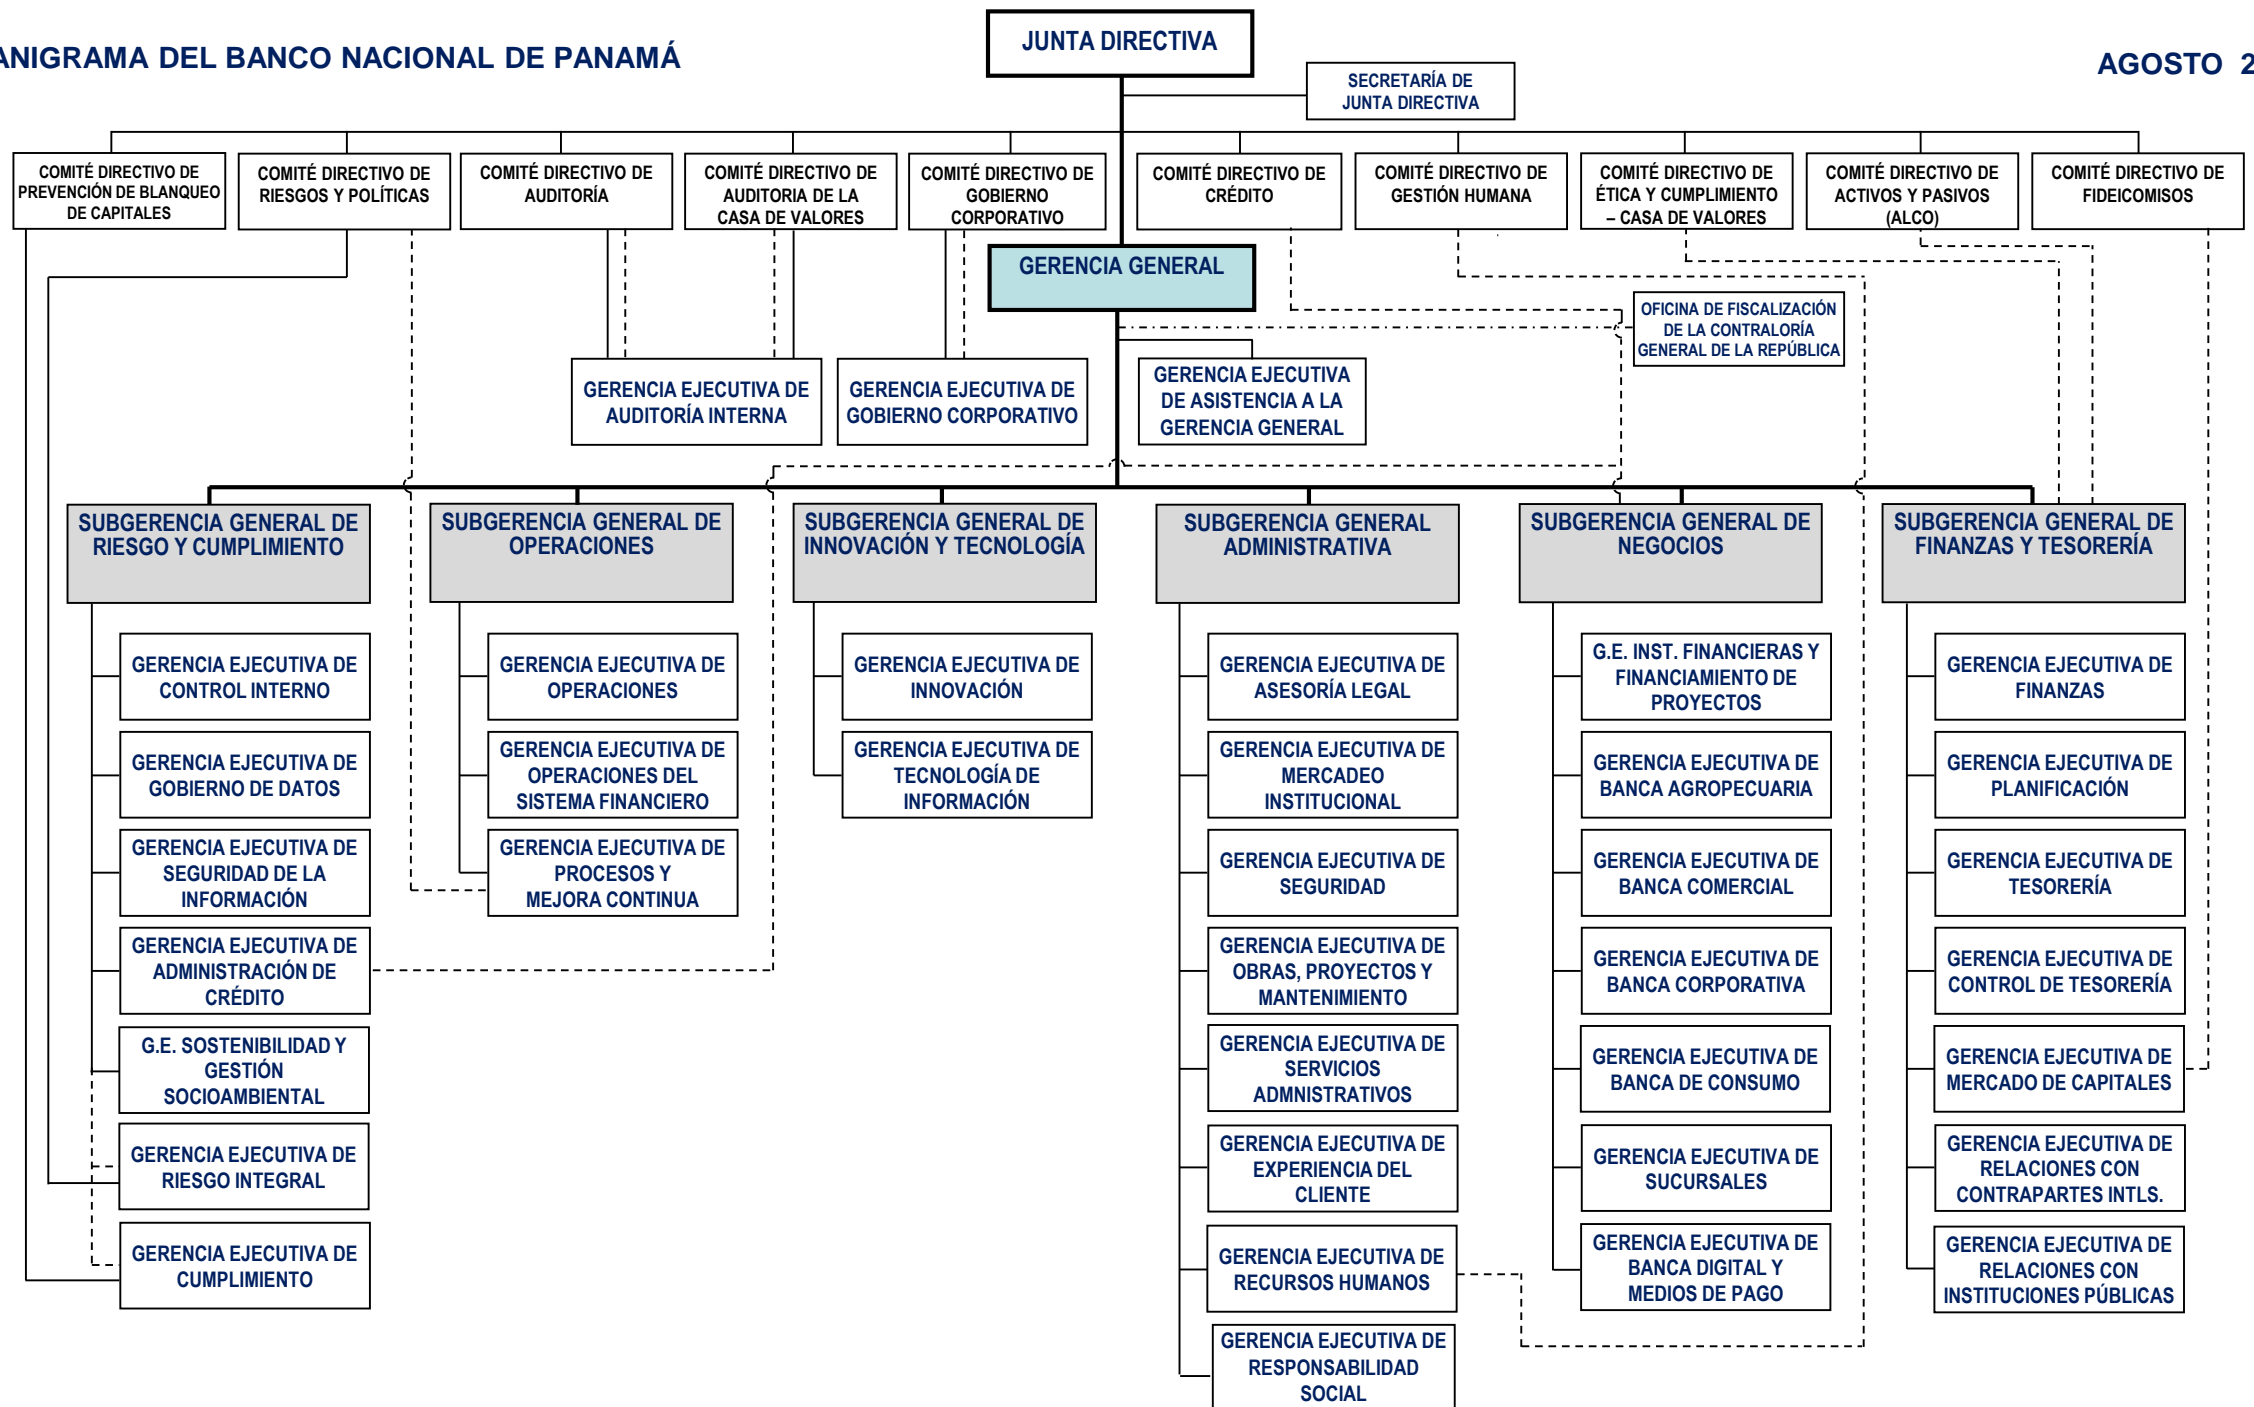 ANIGRAMA DEL BANCO NACIONAL DE PANAMÁ
AGOSTO 2
JUNTA DIRECTIVA
SECRETARÍA DE
JUNTA DIRECTIVA
COMITÉ DIRECTIVO DE
PREVENCIÓN DE BLANQUEO
DE CAPITALES
COMITÉ DIRECTIVO DE
RIESGOS Y POLÍTICAS
COMITÉ DIRECTIVO DE
AUDITORÍA
COMITÉ DIRECTIVO DE
AUDITORIA DE LA
CASA DE VALORES
COMITÉ DIRECTIVO DE
GOBIERNO
CORPORATIVO
COMITÉ DIRECTIVO DE
CRÉDITO
COMITÉ DIRECTIVO DE
GESTIÓN HUMANA
COMITÉ DIRECTIVO DE
ÉTICA Y CUMPLIMIENTO
– CASA DE VALORES
COMITÉ DIRECTIVO DE
ACTIVOS Y PASIVOS
(ALCO)
COMITÉ DIRECTIVO DE
FIDEICOMISOS
GERENCIA GENERAL
OFICINA DE FISCALIZACIÓN
DE LA CONTRALORÍA
GENERAL DE LA REPÚBLICA
GERENCIA EJECUTIVA DE
AUDITORÍA INTERNA
GERENCIA EJECUTIVA DE
GOBIERNO CORPORATIVO
GERENCIA EJECUTIVA
DE ASISTENCIA A LA
GERENCIA GENERAL
SUBGERENCIA GENERAL DE
RIESGO Y CUMPLIMIENTO
SUBGERENCIA GENERAL DE
OPERACIONES
SUBGERENCIA GENERAL DE
INNOVACIÓN Y TECNOLOGÍA
SUBGERENCIA GENERAL
ADMINISTRATIVA
SUBGERENCIA GENERAL DE
NEGOCIOS
SUBGERENCIA GENERAL DE
FINANZAS Y TESORERÍA
GERENCIA EJECUTIVA DE
CONTROL INTERNO
GERENCIA EJECUTIVA DE
GOBIERNO DE DATOS
GERENCIA EJECUTIVA DE
SEGURIDAD DE LA
INFORMACIÓN
GERENCIA EJECUTIVA DE
ADMINISTRACIÓN DE
CRÉDITO
G.E. SOSTENIBILIDAD Y
GESTIÓN
SOCIOAMBIENTAL
GERENCIA EJECUTIVA DE
RIESGO INTEGRAL
GERENCIA EJECUTIVA DE
CUMPLIMIENTO
GERENCIA EJECUTIVA DE
OPERACIONES
GERENCIA EJECUTIVA DE
OPERACIONES DEL
SISTEMA FINANCIERO
GERENCIA EJECUTIVA DE
PROCESOS Y
MEJORA CONTINUA
GERENCIA EJECUTIVA DE
INNOVACIÓN
GERENCIA EJECUTIVA DE
TECNOLOGÍA DE
INFORMACIÓN
GERENCIA EJECUTIVA DE
ASESORÍA LEGAL
GERENCIA EJECUTIVA DE
MERCADEO
INSTITUCIONAL
GERENCIA EJECUTIVA DE
SEGURIDAD
GERENCIA EJECUTIVA DE
OBRAS, PROYECTOS Y
MANTENIMIENTO
GERENCIA EJECUTIVA DE
SERVICIOS
ADMNISTRATIVOS
GERENCIA EJECUTIVA DE
EXPERIENCIA DEL
CLIENTE
GERENCIA EJECUTIVA DE
RECURSOS HUMANOS
GERENCIA EJECUTIVA DE
RESPONSABILIDAD
SOCIAL
G.E. INST. FINANCIERAS Y
FINANCIAMIENTO DE
PROYECTOS
GERENCIA EJECUTIVA DE
BANCA AGROPECUARIA
GERENCIA EJECUTIVA DE
BANCA COMERCIAL
GERENCIA EJECUTIVA DE
BANCA CORPORATIVA
GERENCIA EJECUTIVA DE
BANCA DE CONSUMO
GERENCIA EJECUTIVA DE
SUCURSALES
GERENCIA EJECUTIVA DE
BANCA DIGITAL Y
MEDIOS DE PAGO
GERENCIA EJECUTIVA DE
FINANZAS
GERENCIA EJECUTIVA DE
PLANIFICACIÓN
GERENCIA EJECUTIVA DE
TESORERÍA
GERENCIA EJECUTIVA DE
CONTROL DE TESORERÍA
GERENCIA EJECUTIVA DE
MERCADO DE CAPITALES
GERENCIA EJECUTIVA DE
RELACIONES CON
CONTRAPARTES INTLS.
GERENCIA EJECUTIVA DE
RELACIONES CON
INSTITUCIONES PÚBLICAS